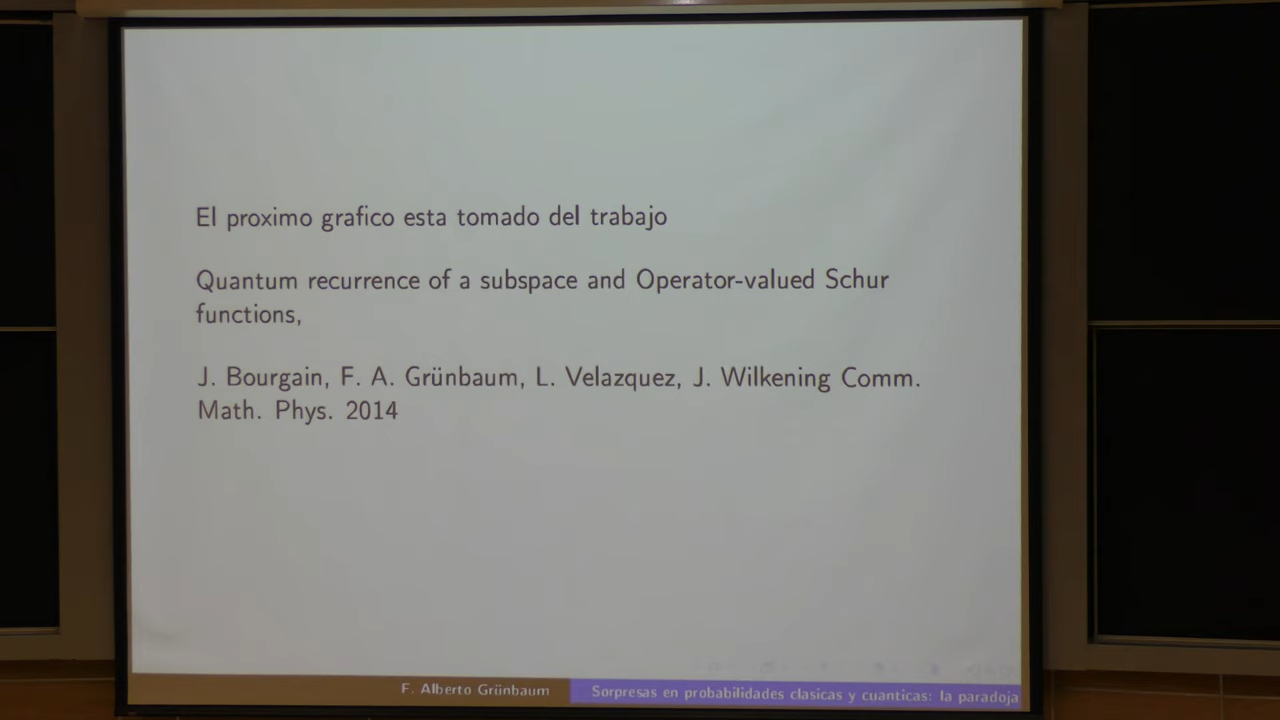 El proximo grafico esta tomado del trabajo
Quantum recurrence of a subspace and Operator-valued Schur
functions,
J. Bourgain, F. A. Grünbaum, L. Velazquez, J. Wilkening Comm.
Math. Phys. 2014
F. Alberto Grünbaum
Sorpresas en probabilidades clasicas y cuanticas: la paradoja